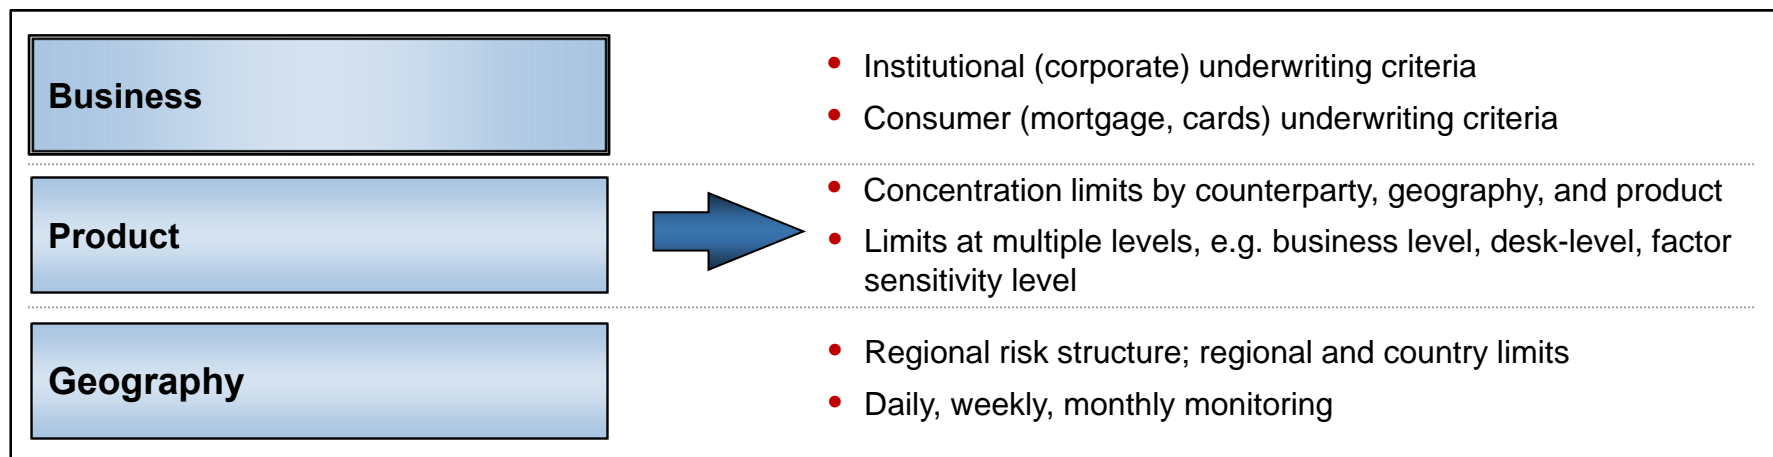 Business
• Institutional (corporate) underwriting criteria
• Consumer (mortgage, cards) underwriting criteria
Product
• Concentration limits by counterparty, geography, and product
• Limits at multiple levels, e.g. business level, desk-level, factor
sensitivity level
Geography
• Regional risk structure; regional and country limits
• Daily, weekly, monthly monitoring